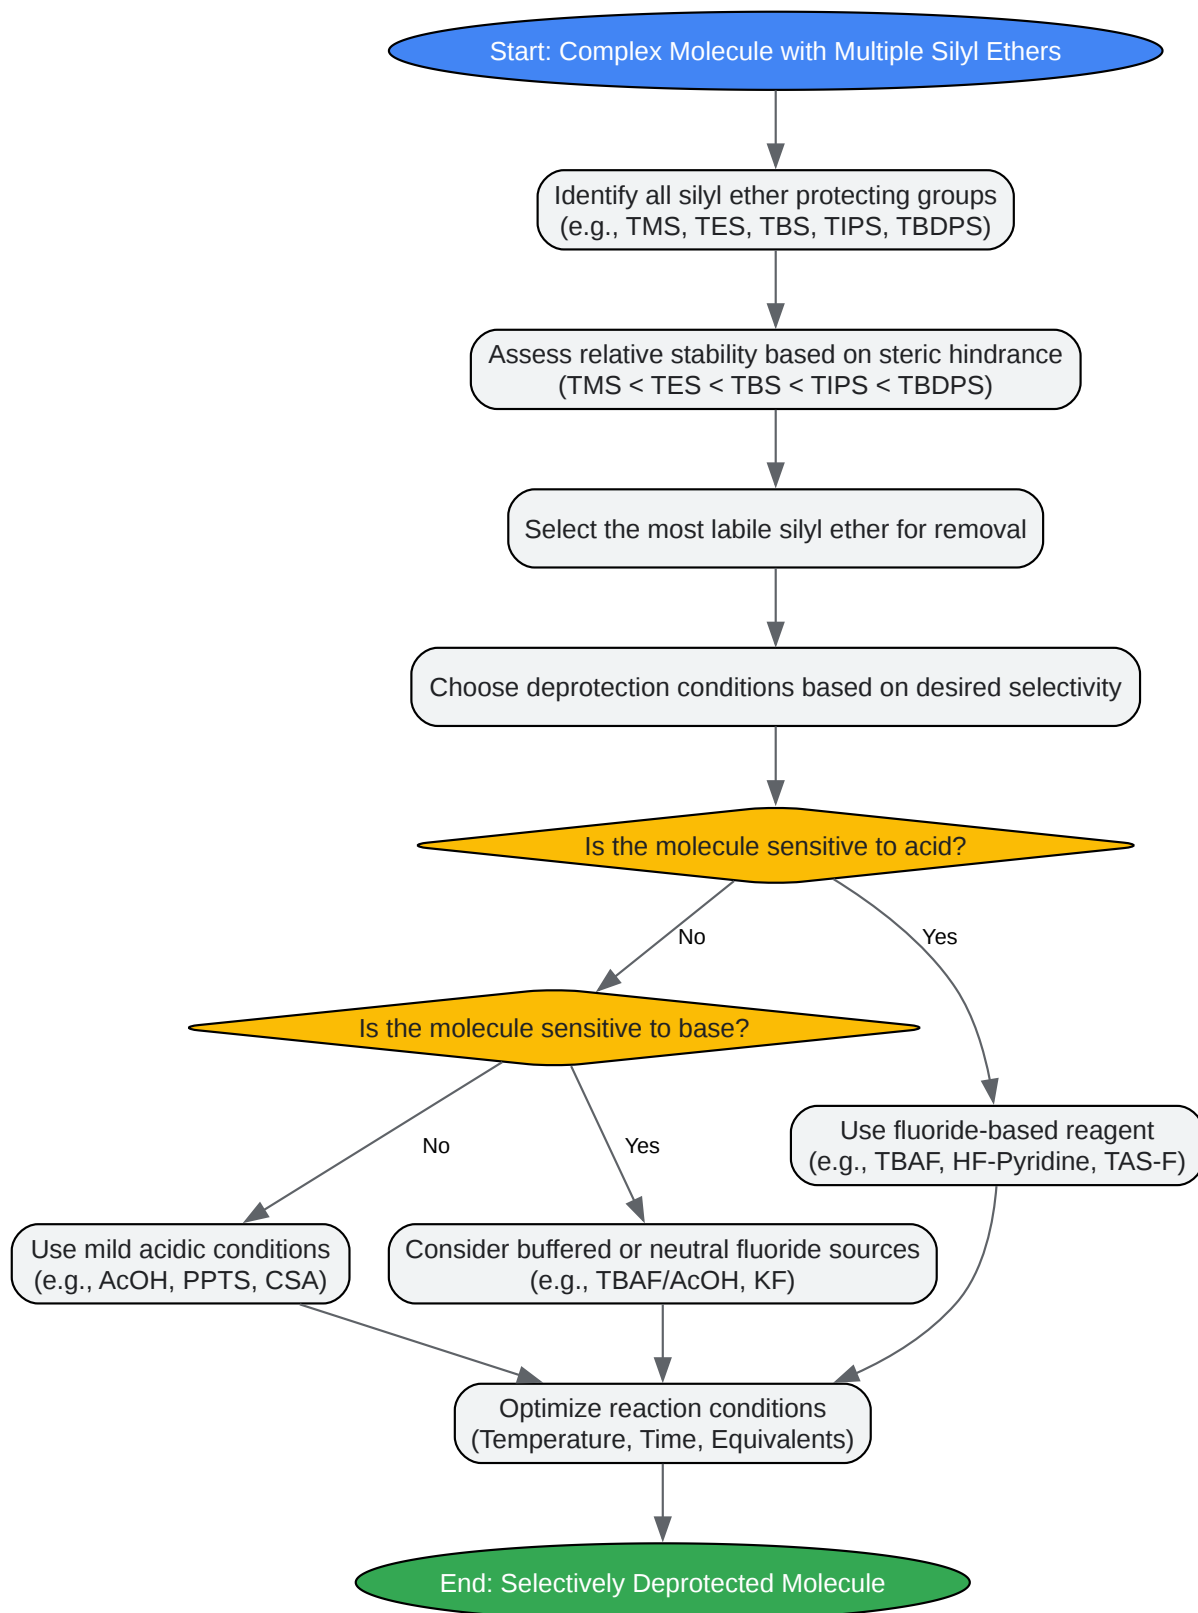 Start: Complex Molecule with Multiple Silyl Ethers
Identify all silyl ether protecting groups
(e.g., TMS, TES, TBS, TIPS, TBDPS)
Assess relative stability based on steric hindrance
(TMS < TES < TBS < TIPS < TBDPS)
Select the most labile silyl ether for removal
Choose deprotection conditions based on desired selectivity
Is the molecule sensitive to acid?
No
Yes
Is the molecule sensitive to base?
No
Yes
Use fluoride-based reagent
(e.g., TBAF, HF-Pyridine, TAS-F)
Use mild acidic conditions
(e.g., AcOH, PPTS, CSA)
Consider buffered or neutral fluoride sources
(e.g., TBAF/AcOH, KF)
Optimize reaction conditions
(Temperature, Time, Equivalents)
End: Selectively Deprotected Molecule